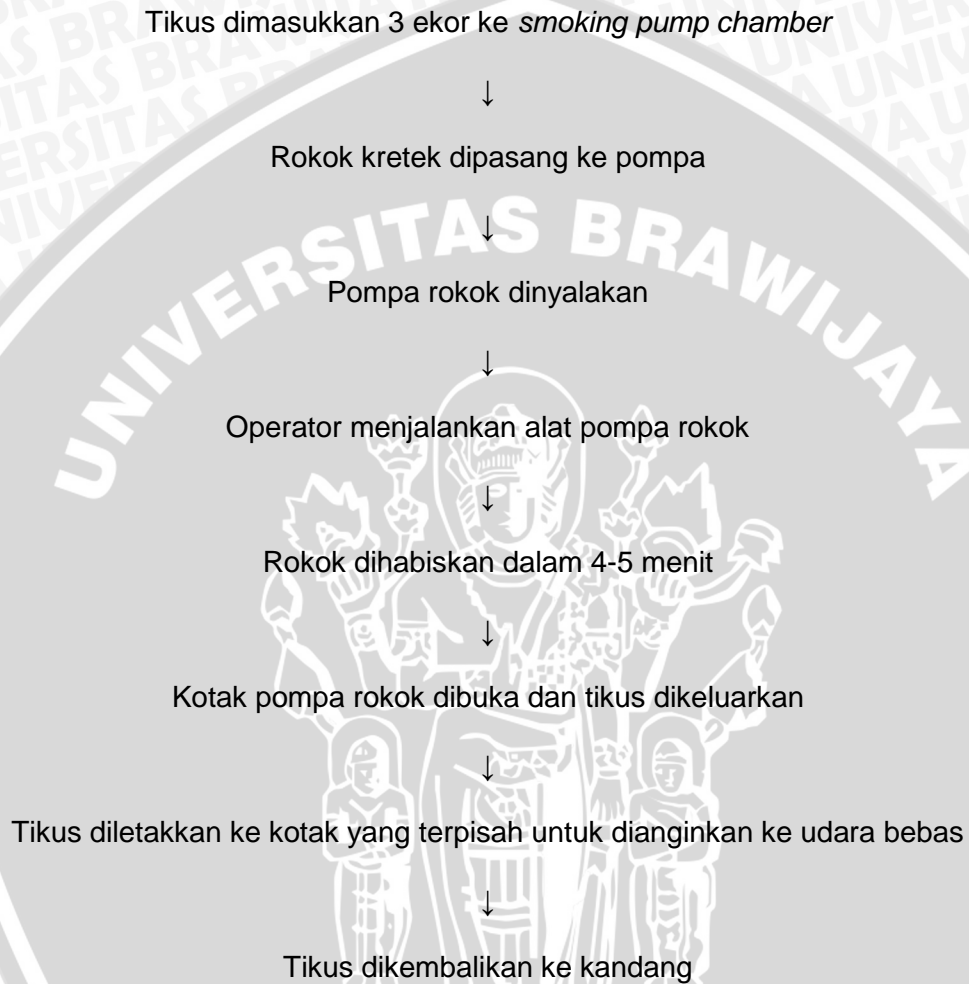 Tikus dimasukkan 3 ekor ke smoking pump chamber
↓
Rokok kretek dipasang ke pompa
↓
UNIVERSITAS BRAWIJAYA
Pompa rokok dinyalakan
↓
Operator menjalankan alat pompa rokok
↓
Rokok dihabiskan dalam 4-5 menit
↓
Kotak pompa rokok dibuka dan tikus dikeluarkan
↓
Tikus diletakkan ke kotak yang terpisah untuk dianginkan ke udara bebas
↓
Tikus dikembalikan ke kandang